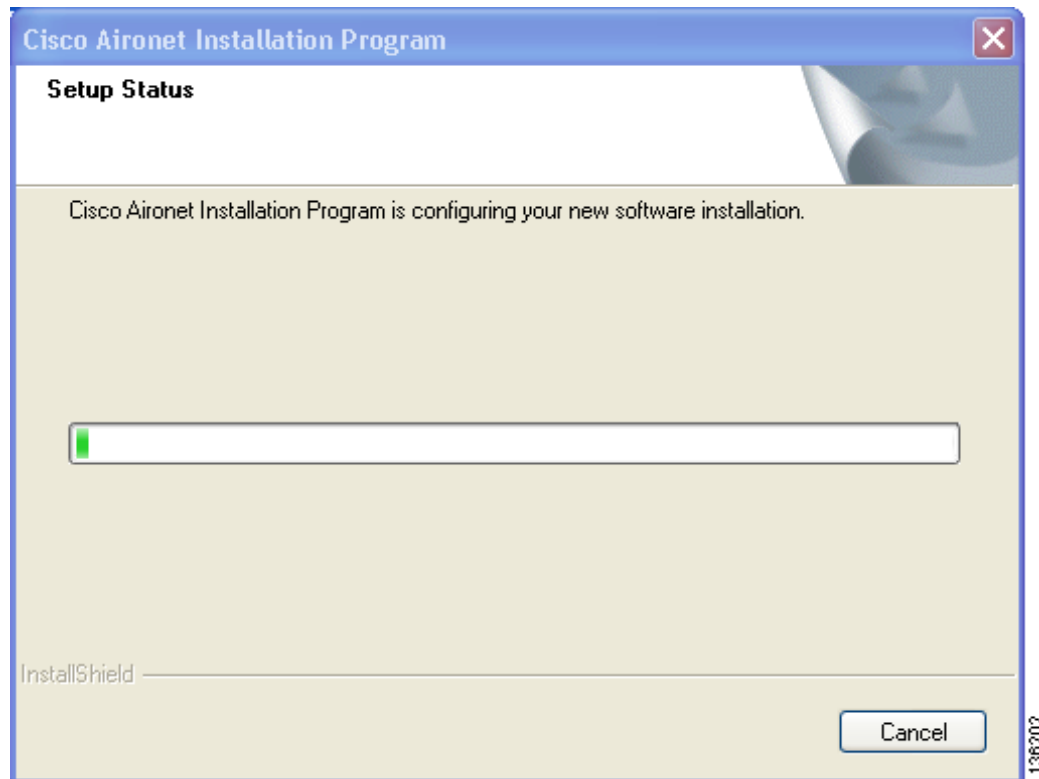 Cisco Aironet Installation Program
Setup Status
Cisco Aironet Installation Program is configuring your new software installation.
InstallShield
Cancel
136202